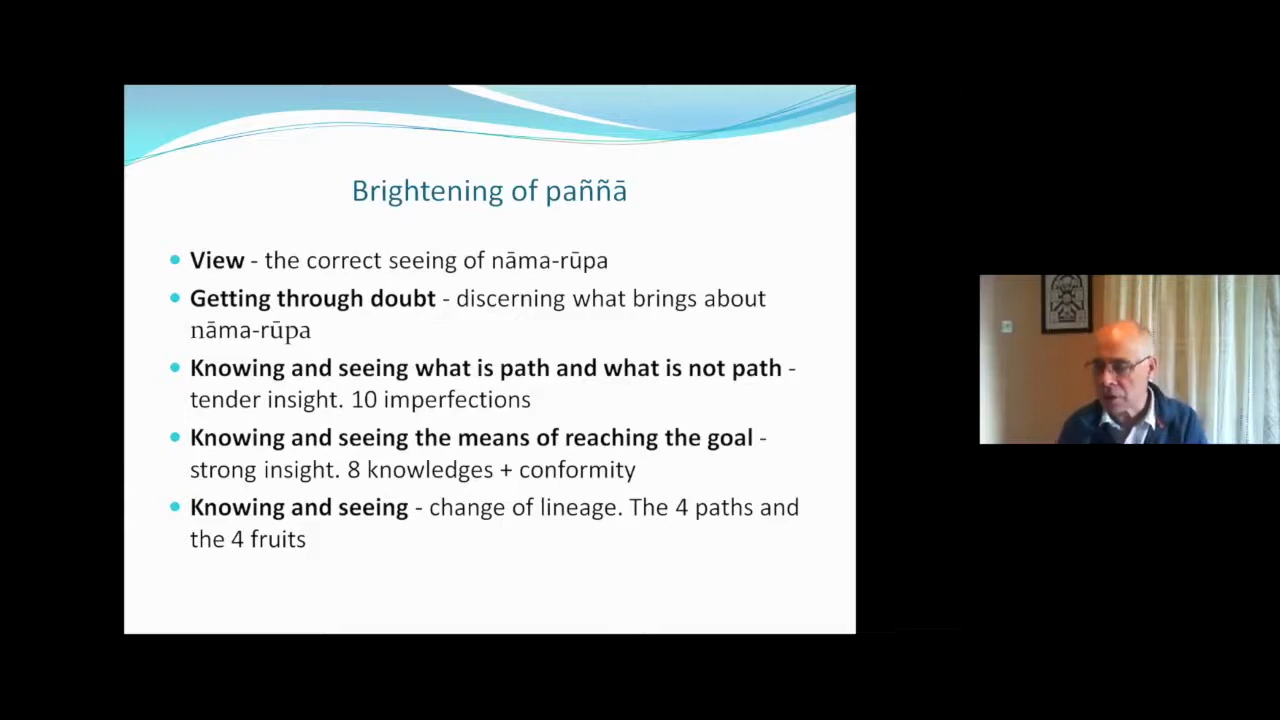 Brightening of paññā
View - the correct seeing of nāma-rūpa
Getting through doubt - discerning what brings about
nāma-rūpa
Knowing and seeing what is path and what is not path -
tender insight. 10 imperfections
Knowing and seeing the means of reaching the goal -
strong insight. 8 knowledges + conformity
Knowing and seeing - change of lineage. The 4 paths and
the 4 fruits